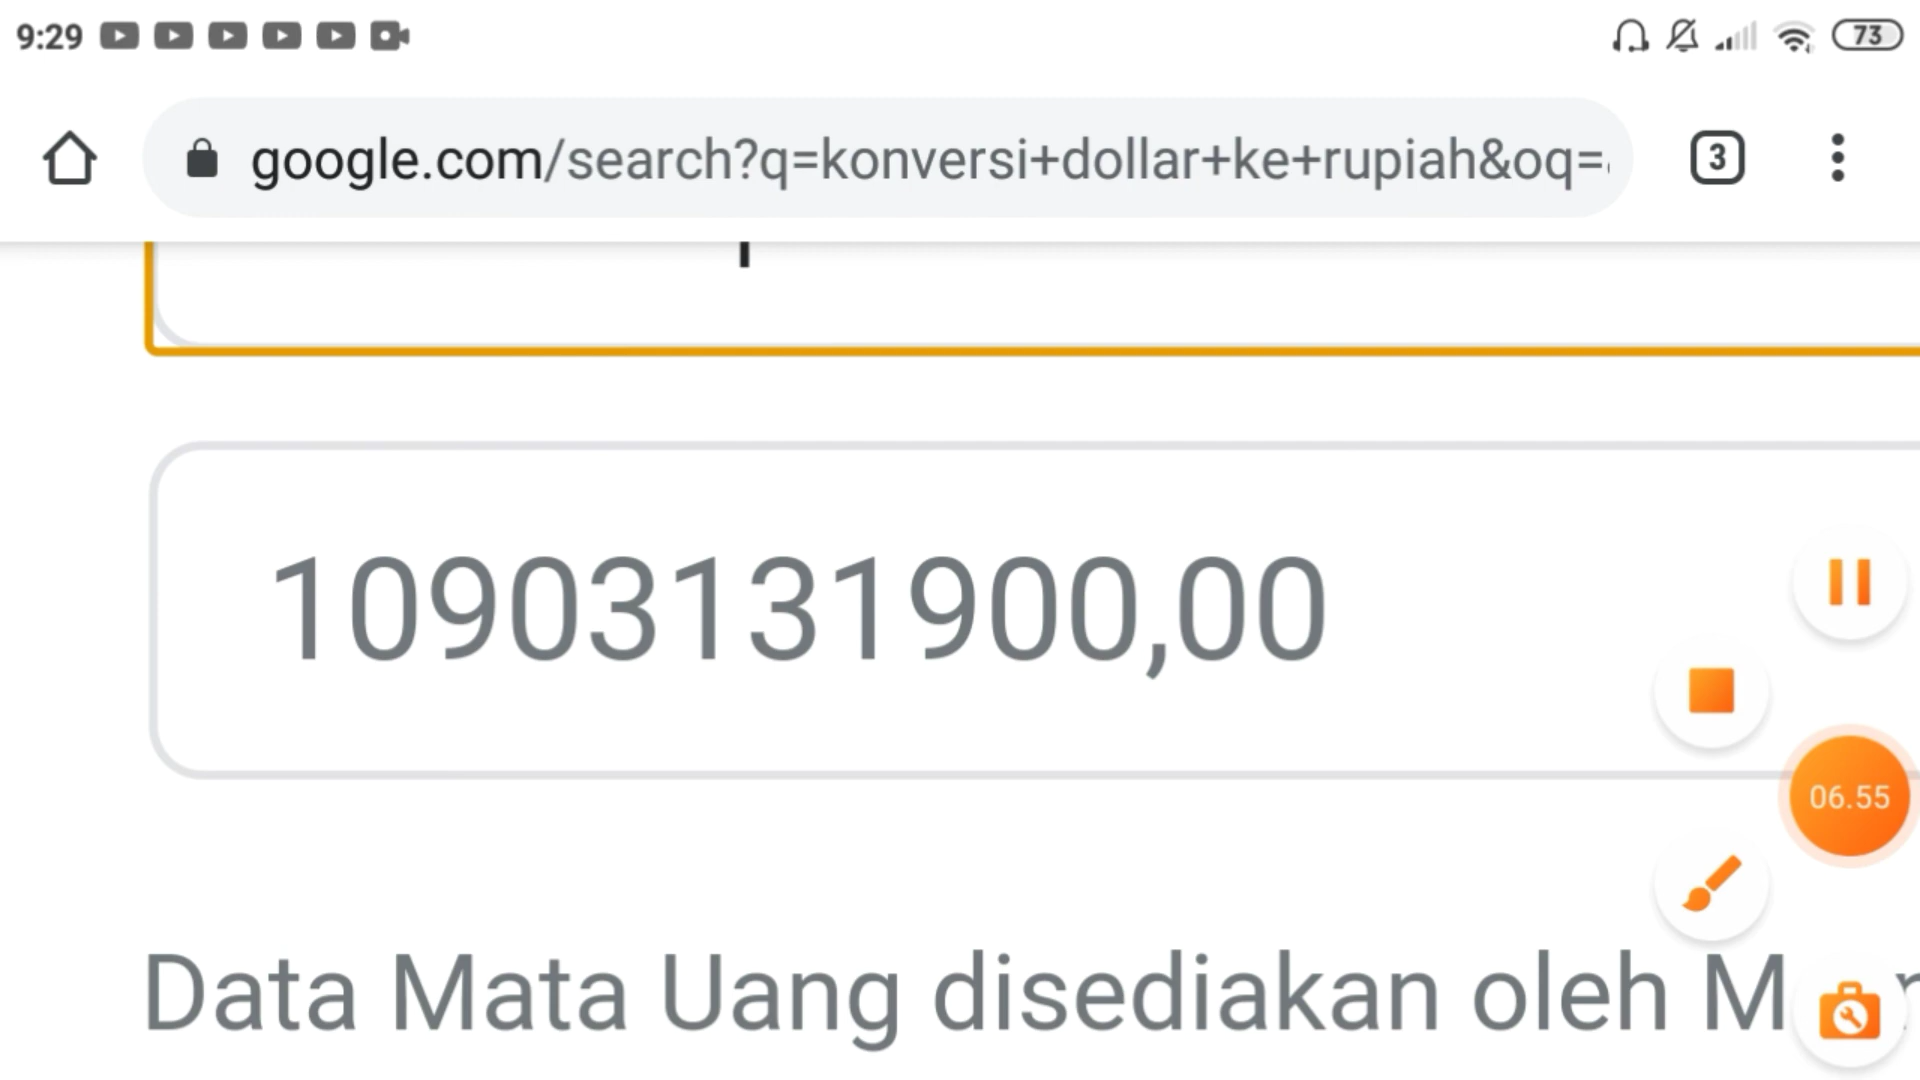 9:29
73
google.com/search?q=konversi+dollar+ke+rupiah&oq=
3
10903131900,00
06.55
Data Mata Uang disediakan oleh